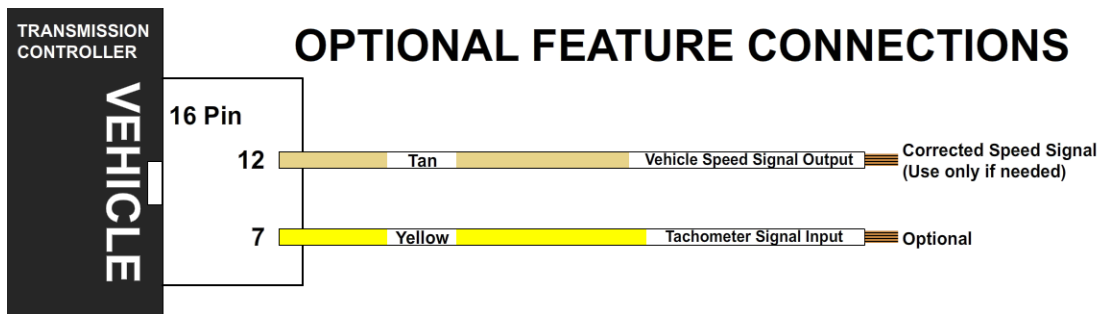 TRANSMISSION
CONTROLLER
OPTIONAL FEATURE CONNECTIONS
VEHICLE
16 Pin
12
Tan
Vehicle Speed Signal Output
Corrected Speed Signal
(Use only if needed)
7
Yellow
Tachometer Signal Input
Optional